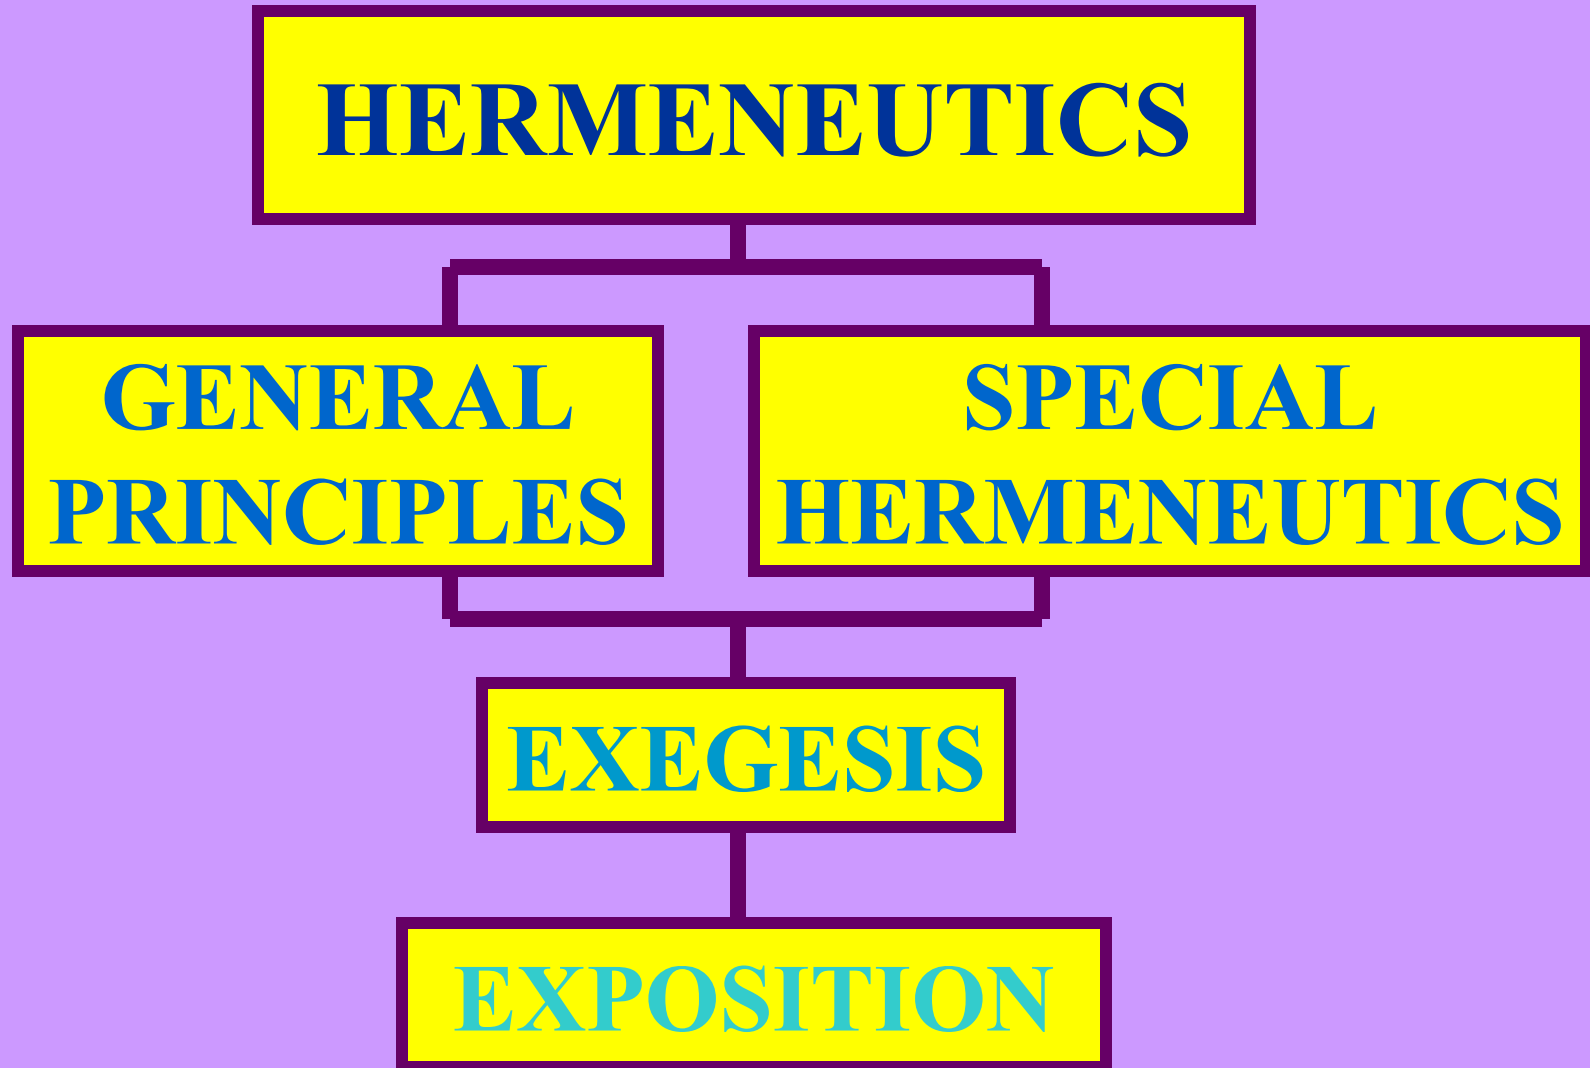 HERMENEUTICS
GENERAL
PRINCIPLES
SPECIAL
HERMENEUTICS
EXEGESIS
EXPOSITION